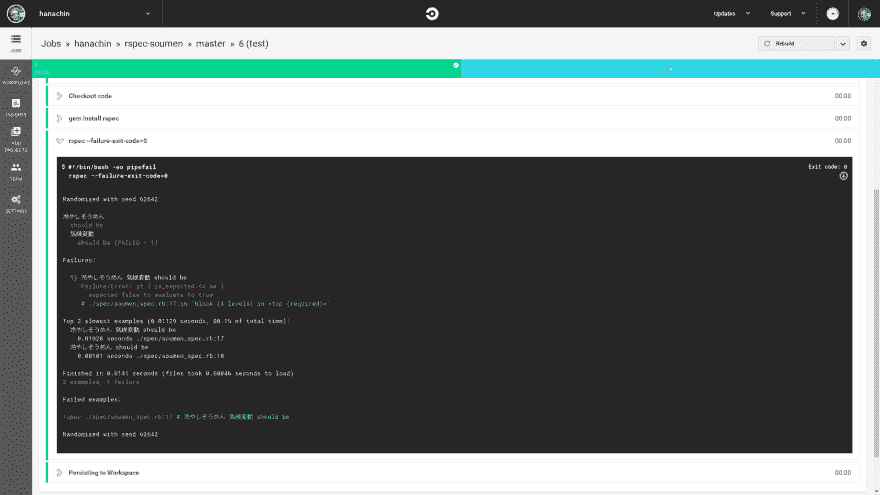 hanachin
Updates
Support
Jobs » hanachin » rspec-soumen » master » 6 (test)
Rebuild
JOBS
WORKFLOWS
INSIGHTS
ADD
PROJECTS
TEAM
SETTINGS
Checkout code 00:00
gem install rspec 00:00
rspec --failure-exit-code=0 00:00
$ #!/bin/bash -eo pipefail
rspec --failure-exit-code=0
Exit code: 0
Randomized with seed 62642
冷やしそうめん
should be
気候変動
should be (FAILED - 1)
Failures:
1) 冷やしそうめん 気候変動 should be
Failure/Error: it { is_expected.to be }
expected false to evaluate to true
# ./spec/soumen_spec.rb:17:in `block (3 levels) in <top (required)>'
Top 2 slowest examples (0.01129 seconds, 80.1% of total time):
冷やしそうめん 気候変動 should be
0.01028 seconds ./spec/soumen_spec.rb:17
冷やしそうめん should be
0.00101 seconds ./spec/soumen_spec.rb:10
Finished in 0.0141 seconds (files took 0.08846 seconds to load)
2 examples, 1 failure
Failed examples:
rspec ./spec/soumen_spec.rb:17 # 冷やしそうめん 気候変動 should be
Randomized with seed 62642
Persisting to Workspace 00:00